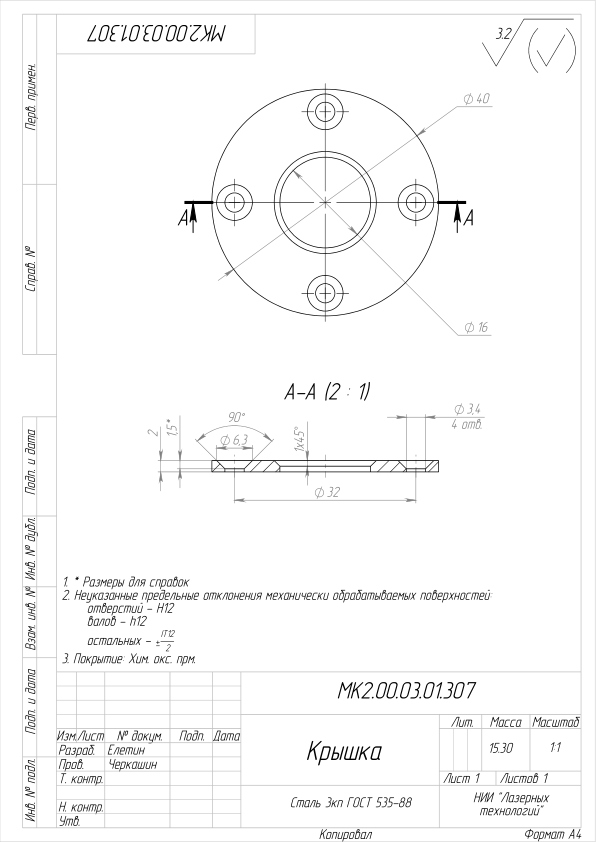 МК2.00.03.01.307
3.2
(√)
Перв. примен.
Справ. №
Подп. и дата
Инв. № дубл.
Взам. инв. №
Подп. и дата
Инв. № подл.
∅ 40
А
А
∅ 16
А–А (2 : 1)
90°
∅ 6,3
2
1,5*
1x45°
∅ 3,4
4 отв.
∅ 32
1. * Размеры для справок
2. Неуказанные предельные отклонения механически обрабатываемых поверхностей:
отверстий – H12
валов – h12
остальных – ± IT12/2
3. Покрытие: Хим. окс. прм.
МК2.00.03.01.307
Изм. Лист № докум. Подп. Дата
Разраб. Елетин
Пров. Черкашин
Т. контр.
Н. контр.
Утв.
Крышка
Сталь 3кп ГОСТ 535–88
Лит. Масса Масштаб
15.30 1:1
Лист 1 Листов 1
НИИ "Лазерных
технологий"
Копировал Формат А4